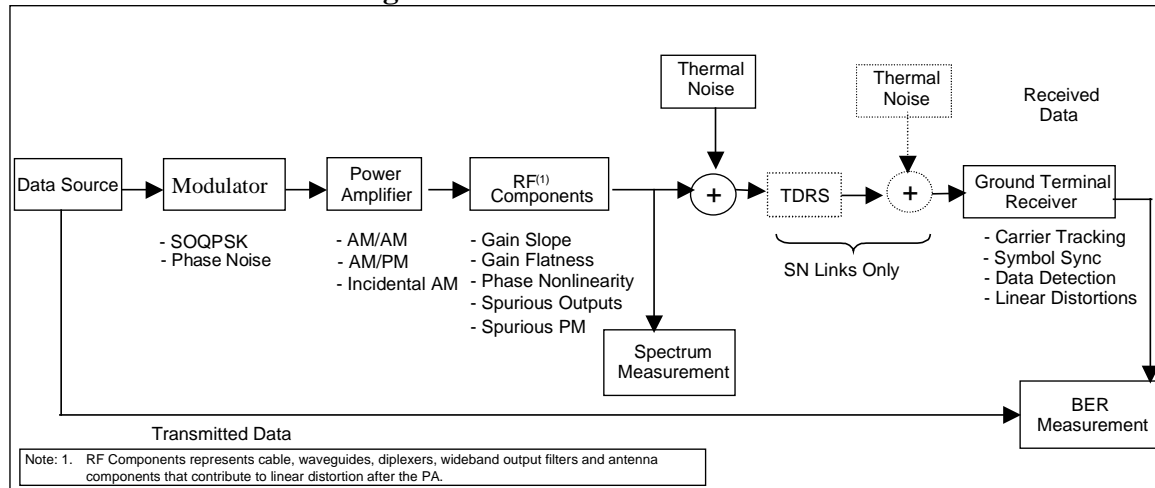 Thermal
Noise
Thermal
Noise
Received
Data
Data Source
Modulator
Power
Amplifier
RF(1)
Components
+
TDRS
+
Ground Terminal
Receiver
- SOQPSK
- Phase Noise
- AM/AM
- AM/PM
- Incidental AM
- Gain Slope
- Gain Flatness
- Phase Nonlinearity
- Spurious Outputs
- Spurious PM
SN Links Only
- Carrier Tracking
- Symbol Sync
- Data Detection
- Linear Distortions
Spectrum
Measurement
BER
Measurement
Transmitted Data
Note: 1. RF Components represents cable, waveguides, diplexers, wideband output filters and antenna
components that contribute to linear distortion after the PA.